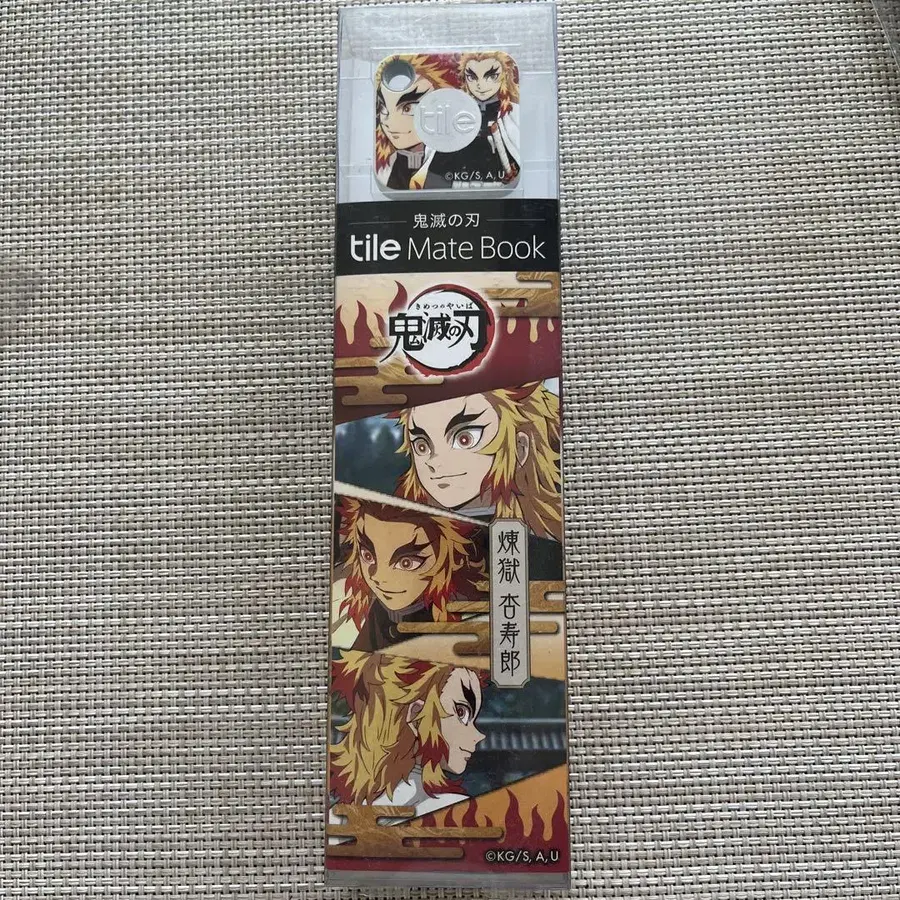 tile
©KG/S, A, U
鬼滅の刃
tile Mate Book
きめつのやいば
鬼滅の刃
煉獄 杏寿郎
©KG/S, A, U